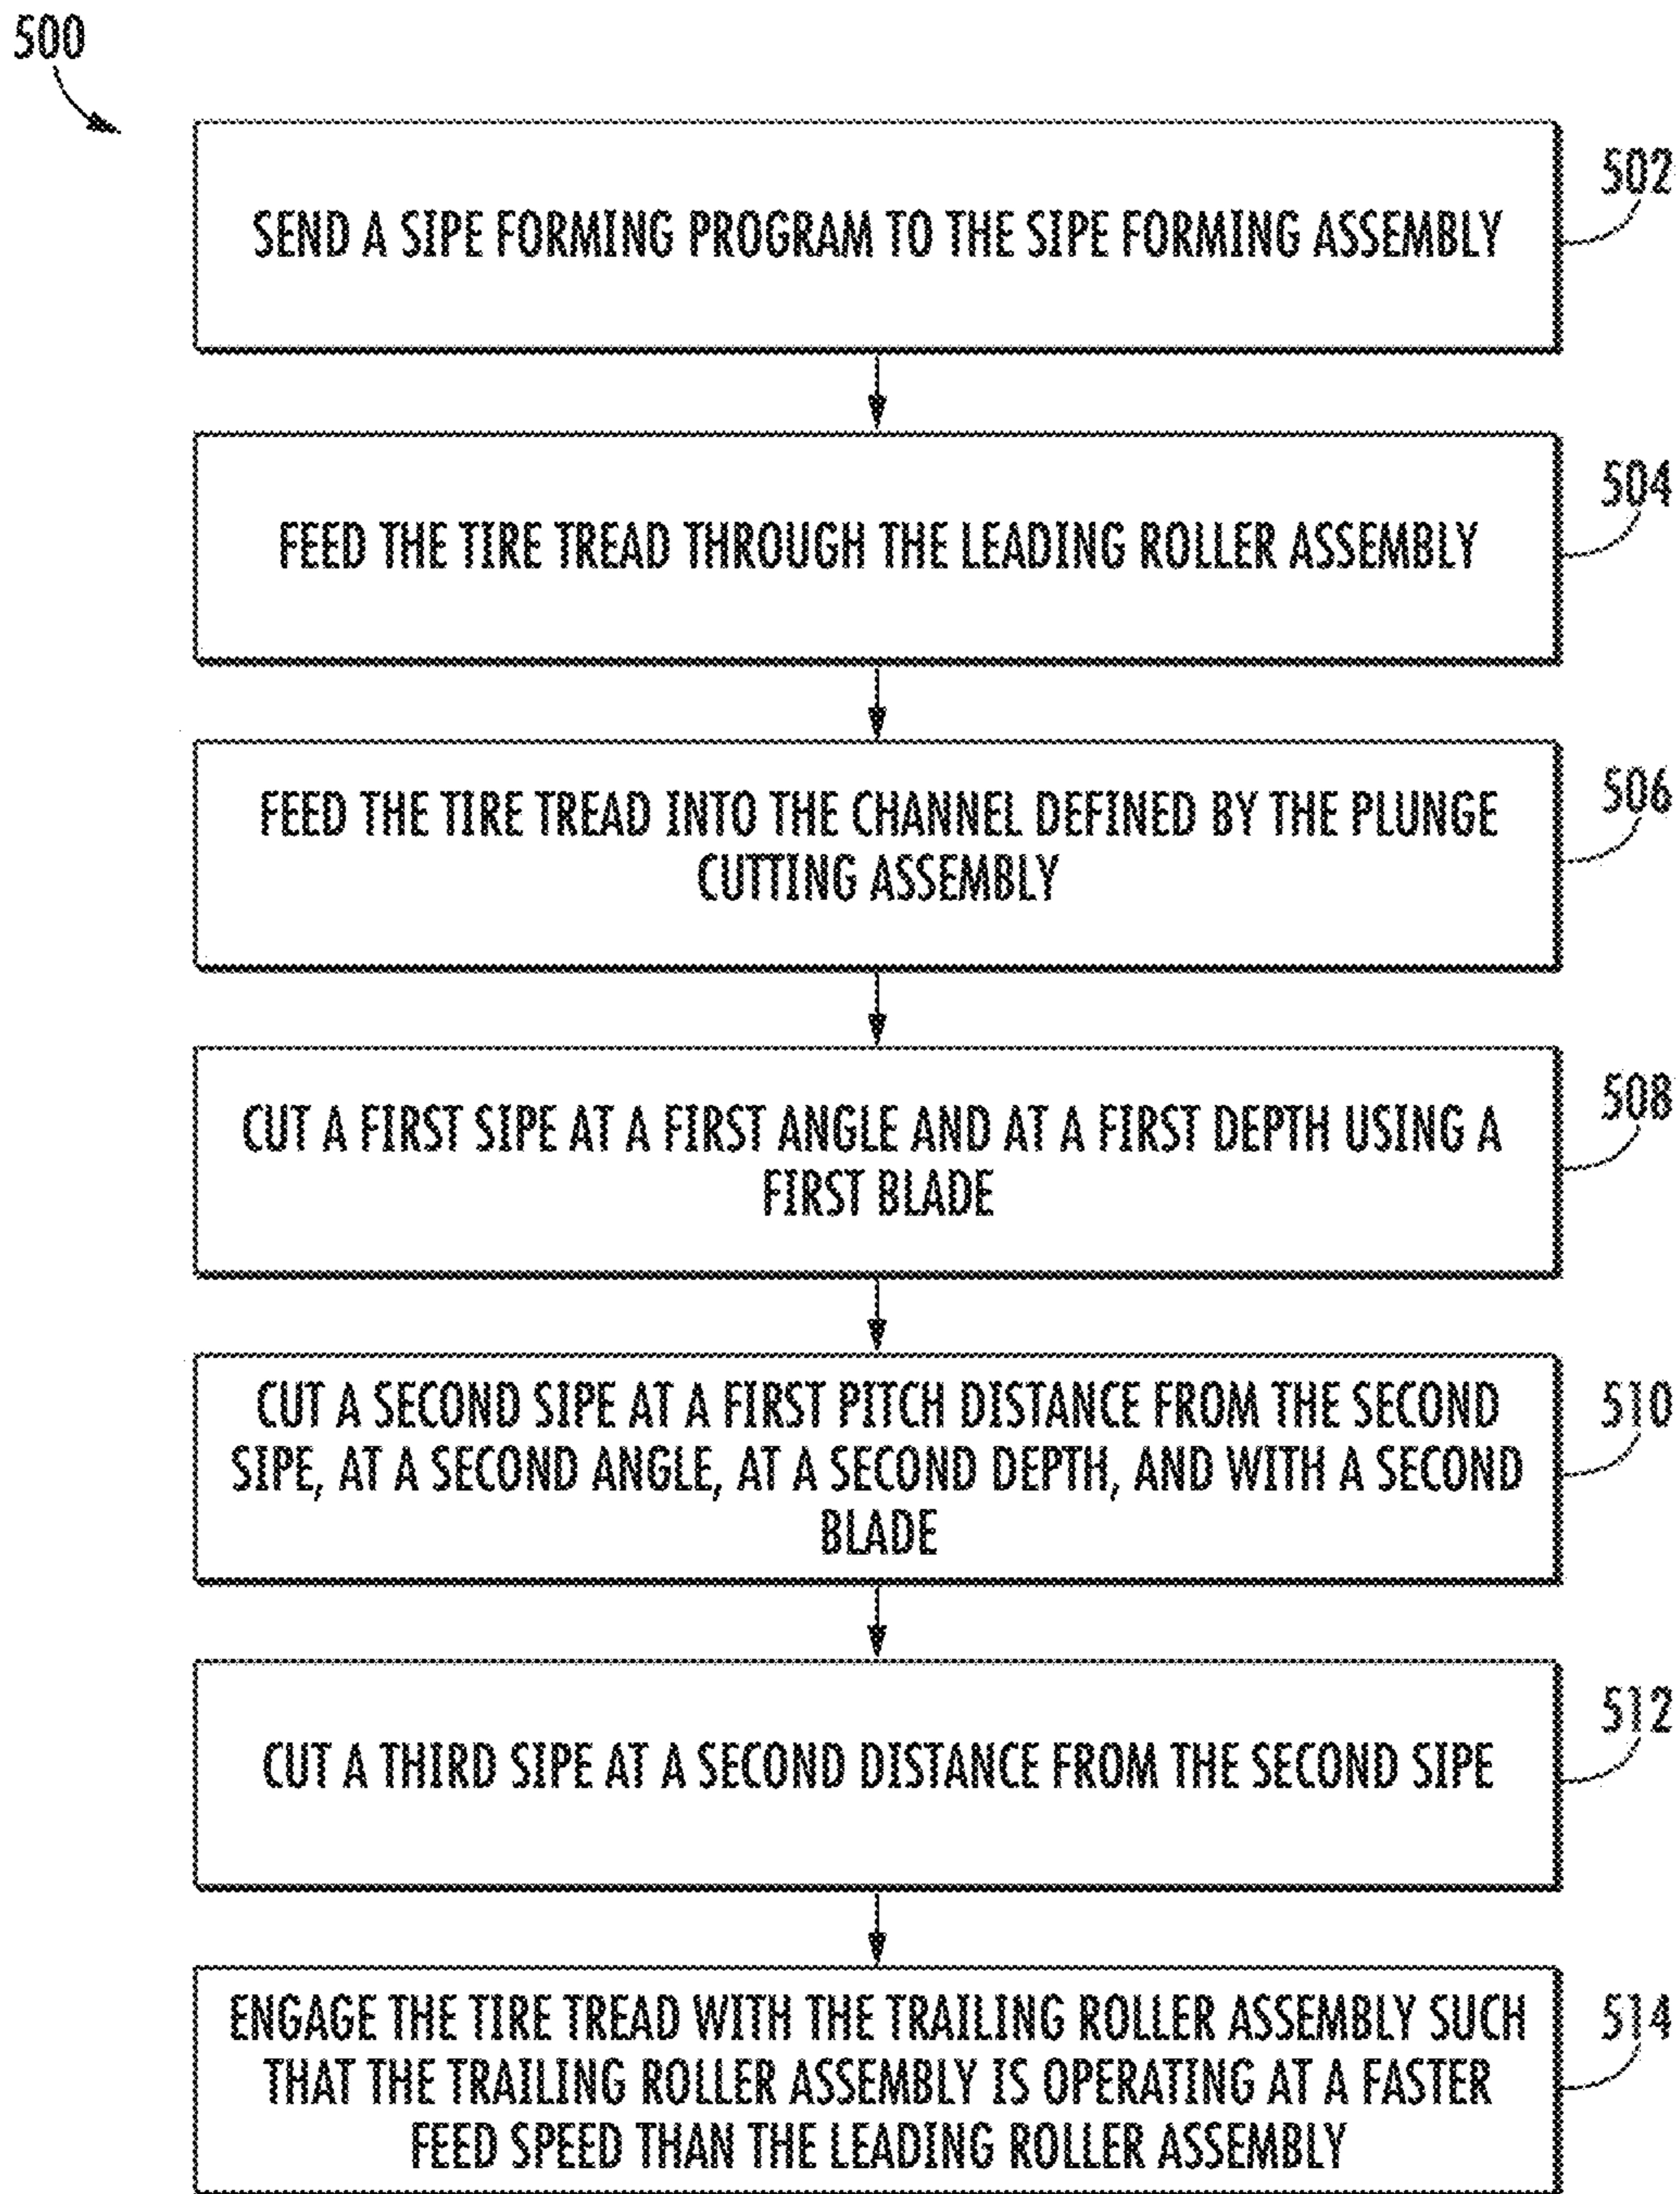 500
SEND A SIPE FORMING PROGRAM TO THE SIPE FORMING ASSEMBLY
502
FEED THE TIRE TREAD THROUGH THE LEADING ROLLER ASSEMBLY
504
FEED THE TIRE TREAD INTO THE CHANNEL DEFINED BY THE PLUNGE
CUTTING ASSEMBLY
506
CUT A FIRST SIPE AT A FIRST ANGLE AND AT A FIRST DEPTH USING A
FIRST BLADE
508
CUT A SECOND SIPE AT A FIRST PITCH DISTANCE FROM THE SECOND
SIPE, AT A SECOND ANGLE, AT A SECOND DEPTH, AND WITH A SECOND
BLADE
510
CUT A THIRD SIPE AT A SECOND DISTANCE FROM THE SECOND SIPE
512
ENGAGE THE TIRE TREAD WITH THE TRAILING ROLLER ASSEMBLY SUCH
THAT THE TRAILING ROLLER ASSEMBLY IS OPERATING AT A FASTER
FEED SPEED THAN THE LEADING ROLLER ASSEMBLY
514